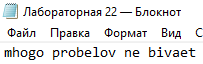 Лабораторная 22 — Блокнот
Файл Правка Формат Вид С
mhogo probelov ne bivaet